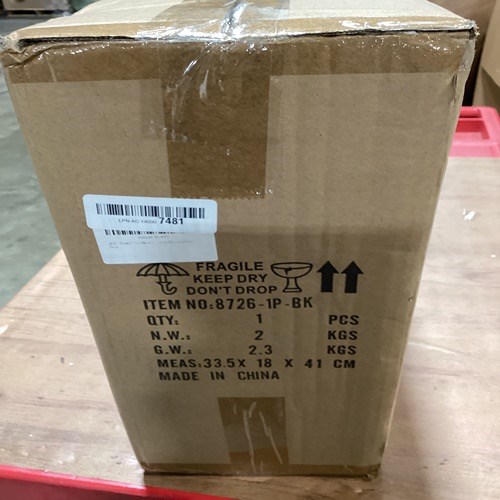 7481
FRAGILE
KEEP DRY
DON'T DROP
ITEM NO:8726-1P-BK
QTY: 1 PCS
N.W.: 2 KGS
G.W.: 2.3 KGS
MEAS:33.5X 18 X 41 CM
MADE IN CHINA